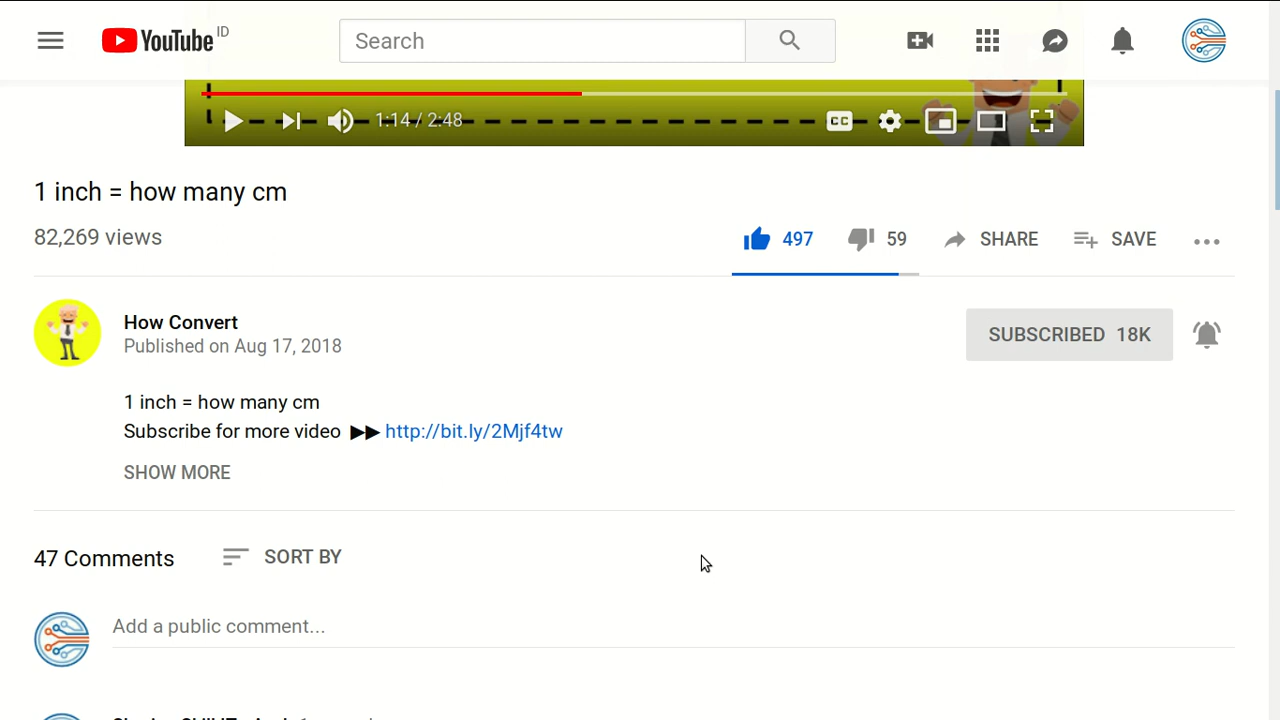 YouTube ID
Search
1:14 / 2:48
CC
1 inch = how many cm
82,269 views
497
59
SHARE
SAVE
How Convert
Published on Aug 17, 2018
SUBSCRIBED 18K
1 inch = how many cm
Subscribe for more video ▶▶ http://bit.ly/2Mjf4tw
SHOW MORE
47 Comments
SORT BY
Add a public comment...